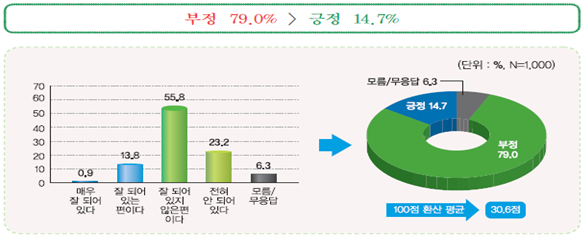 부정 79.0% > 긍정 14.7%
(단위 : %, N=1,000)
70
60
50
40
30
20
10
0
0.9
13.8
55.8
23.2
6.3
매우
잘 되어
있다
잘 되어
있는
편이다
잘 되어
있지
않은편
이다
전혀
안 되어
있다
모름/
무응답
모름/무응답 6.3
긍정 14.7
부정
79.0
100점 환산 평균
30.6점